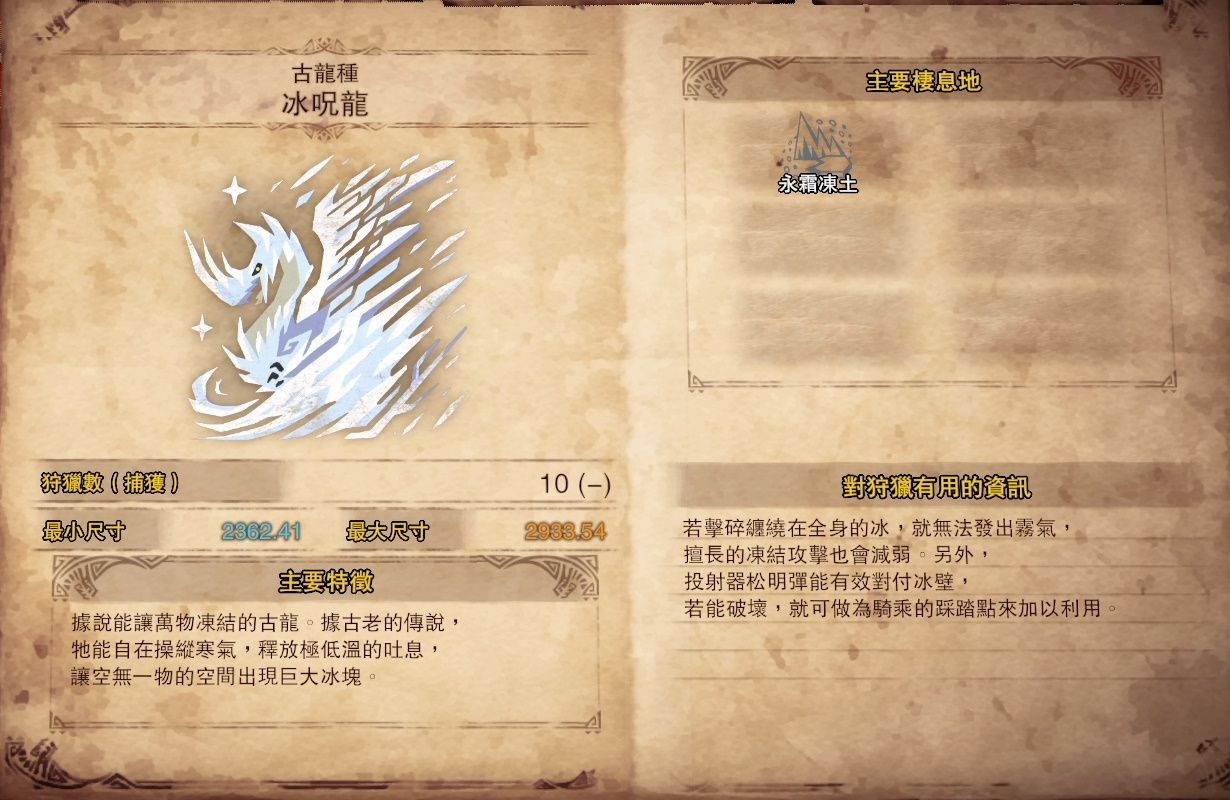 古龍種
冰呪龍
狩獵數(捕獲)
10 (–)
最小尺寸
2362.41
最大尺寸
2933.54
主要特徵
據說能讓萬物凍結的古龍。據古老的傳說，
牠能自在操縱寒氣，釋放極低溫的吐息，
讓空無一物的空間出現巨大冰塊。
主要棲息地
永霜凍土
對狩獵有用的資訊
若擊碎纏繞在全身的冰，就無法發出霧氣，
擅長的凍結攻擊也會減弱。另外，
投射器松明彈能有效對付冰壁，
若能破壞，就可做為騎乘的踩踏點來加以利用。